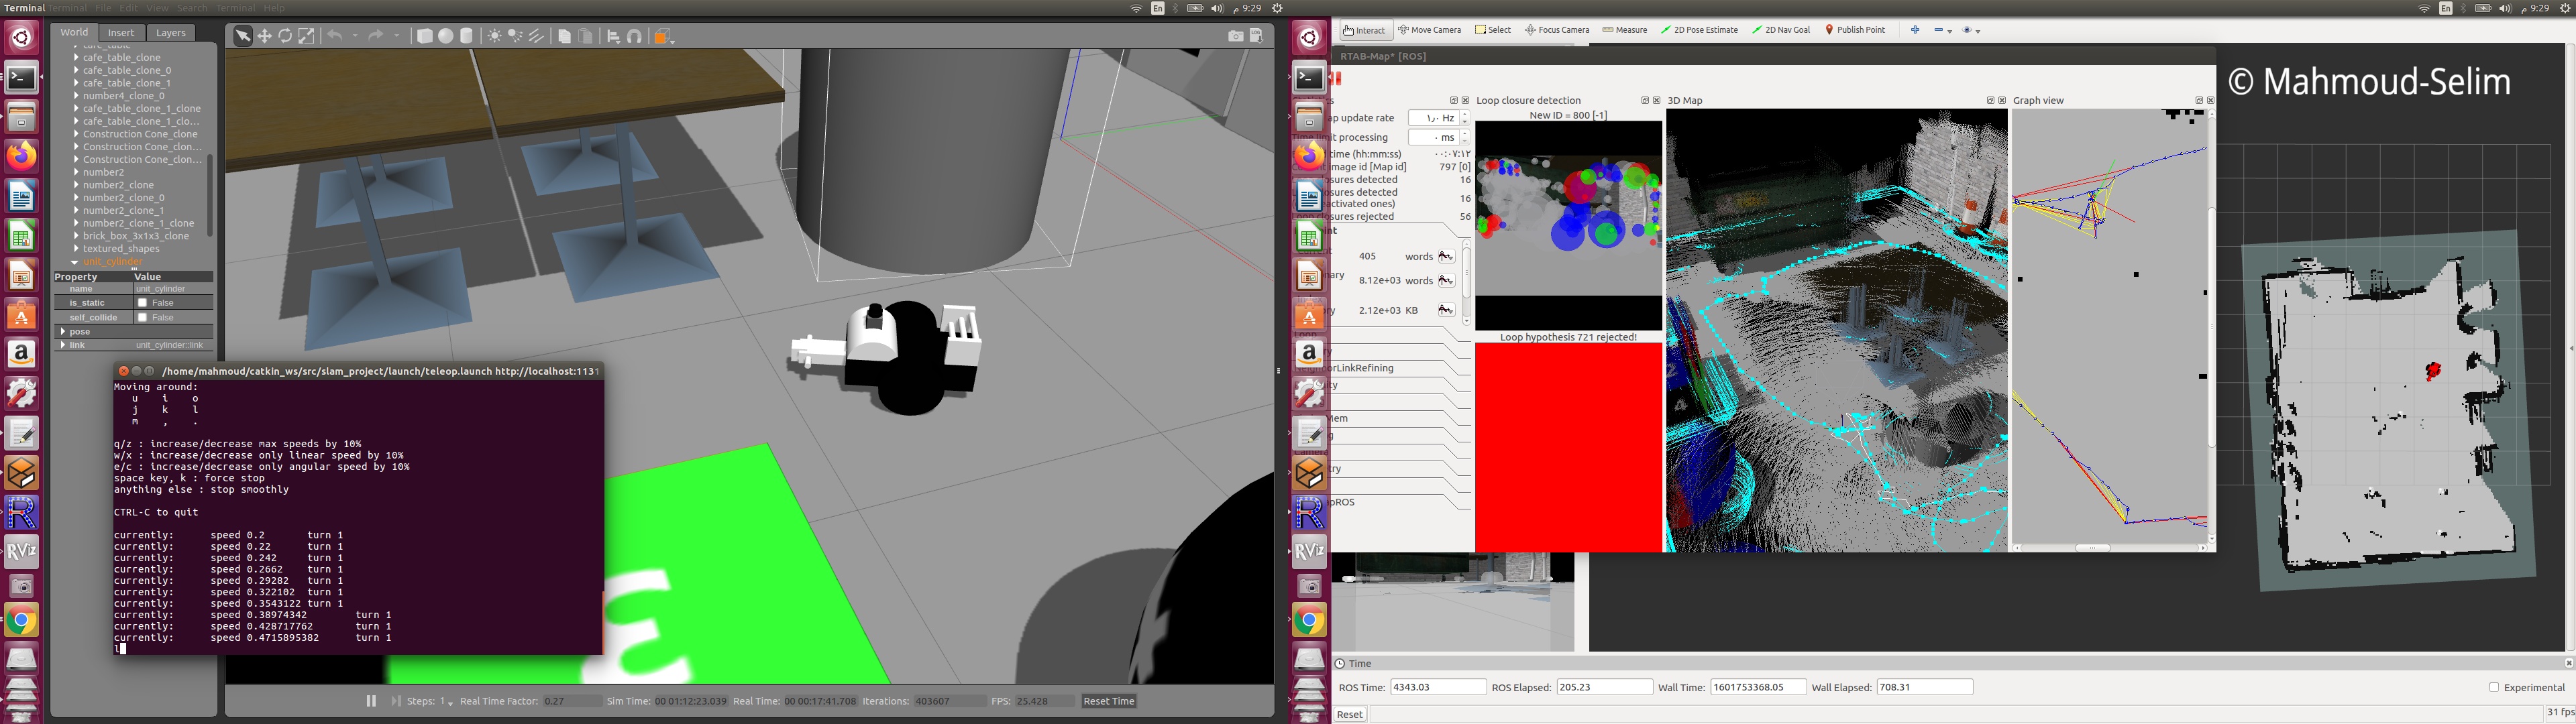 Terminal Terminal File Edit View Search Terminal Help
En م 9:29
World Insert Layers
cafe_table
cafe_table_clone
cafe_table_clone_0
cafe_table_clone_1
number4_clone_0
cafe_table_clone_1_clone
cafe_table_clone_1_clo...
Construction Cone_clone
Construction Cone_clon...
Construction Cone_clon...
number2
number2_clone
number2_clone_0
number2_clone_1
number2_clone_1_clone
brick_box_3x1x3_clone
textured_shapes
unit_cylinder
Property Value
name unit_cylinder
is_static False
self_collide False
pose
link unit_cylinder::link
/home/mahmoud/catkin_ws/src/slam_project/launch/teleop.launch http://localhost:1131
Moving around:
u i o
j k l
m , .
q/z : increase/decrease max speeds by 10%
w/x : increase/decrease only linear speed by 10%
e/c : increase/decrease only angular speed by 10%
space key, k : force stop
anything else : stop smoothly
CTRL-C to quit
currently: speed 0.2 turn 1
currently: speed 0.22 turn 1
currently: speed 0.242 turn 1
currently: speed 0.2662 turn 1
currently: speed 0.29282 turn 1
currently: speed 0.322102 turn 1
currently: speed 0.3543122 turn 1
currently: speed 0.38974342 turn 1
currently: speed 0.428717762 turn 1
currently: speed 0.4715895382 turn 1
l
Steps: 1 Real Time Factor: 0.27 Sim Time: 00 01:12:23.039 Real Time: 00 00:17:41.708 Iterations: 403607 FPS: 25.428 Reset Time
En م 9:29
Interact Move Camera Select Focus Camera Measure 2D Pose Estimate 2D Nav Goal Publish Point
RTAB-Map* [ROS]
© Mahmoud-Selim
Loop closure detection 3D Map Graph view
New ID = 800 [-1]
ap update rate ١٫٠ Hz
limit processing ٠ ms
time (hh:mm:ss) ٠٠:٠٧:١٢
image id [Map id] 797 [0]
osures detected 16
osures detected
activated ones) 16
closures rejected 56
405 words
8.12e+03 words
2.12e+03 KB
Loop hypothesis 721 rejected!
borLinkRefining
Mem
ROS
Time
ROS Time: 4343.03 ROS Elapsed: 205.23 Wall Time: 1601753368.05 Wall Elapsed: 708.31 Experimental
Reset 31 fps